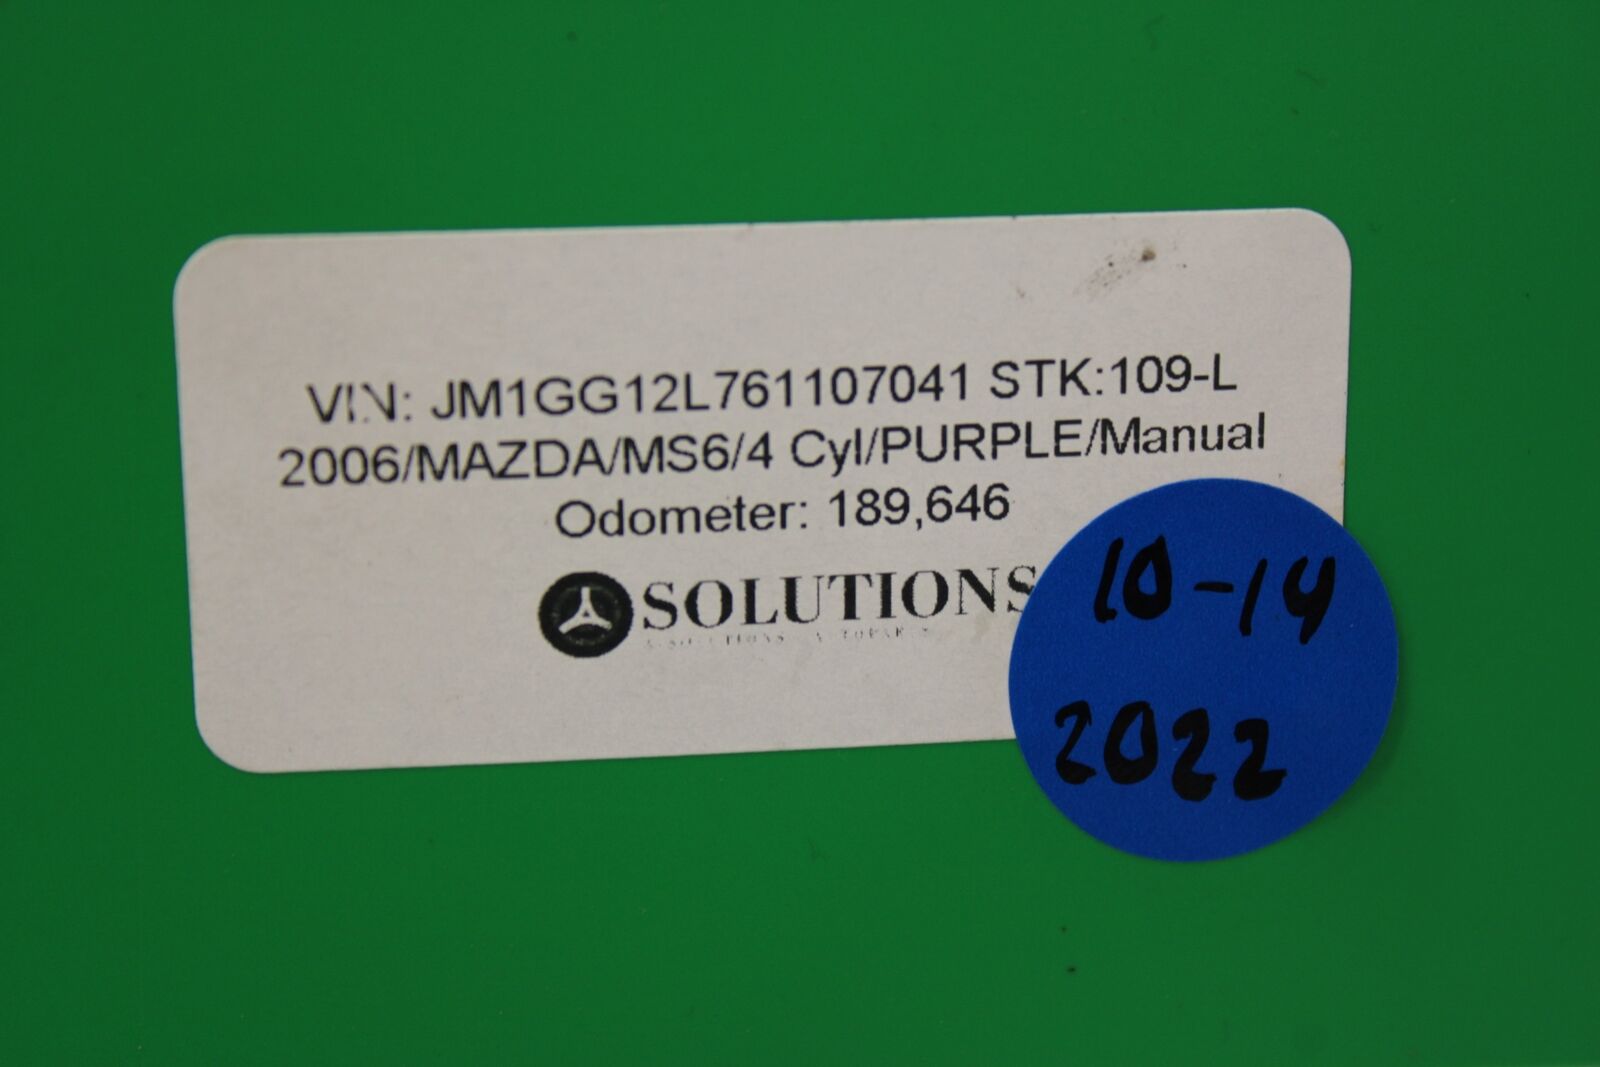 VIN: JM1GG12L761107041 STK:109-L
2006/MAZDA/MS6/4 Cyl/PURPLE/Manual
Odometer: 189,646
SOLUTIONS
10-14
2022